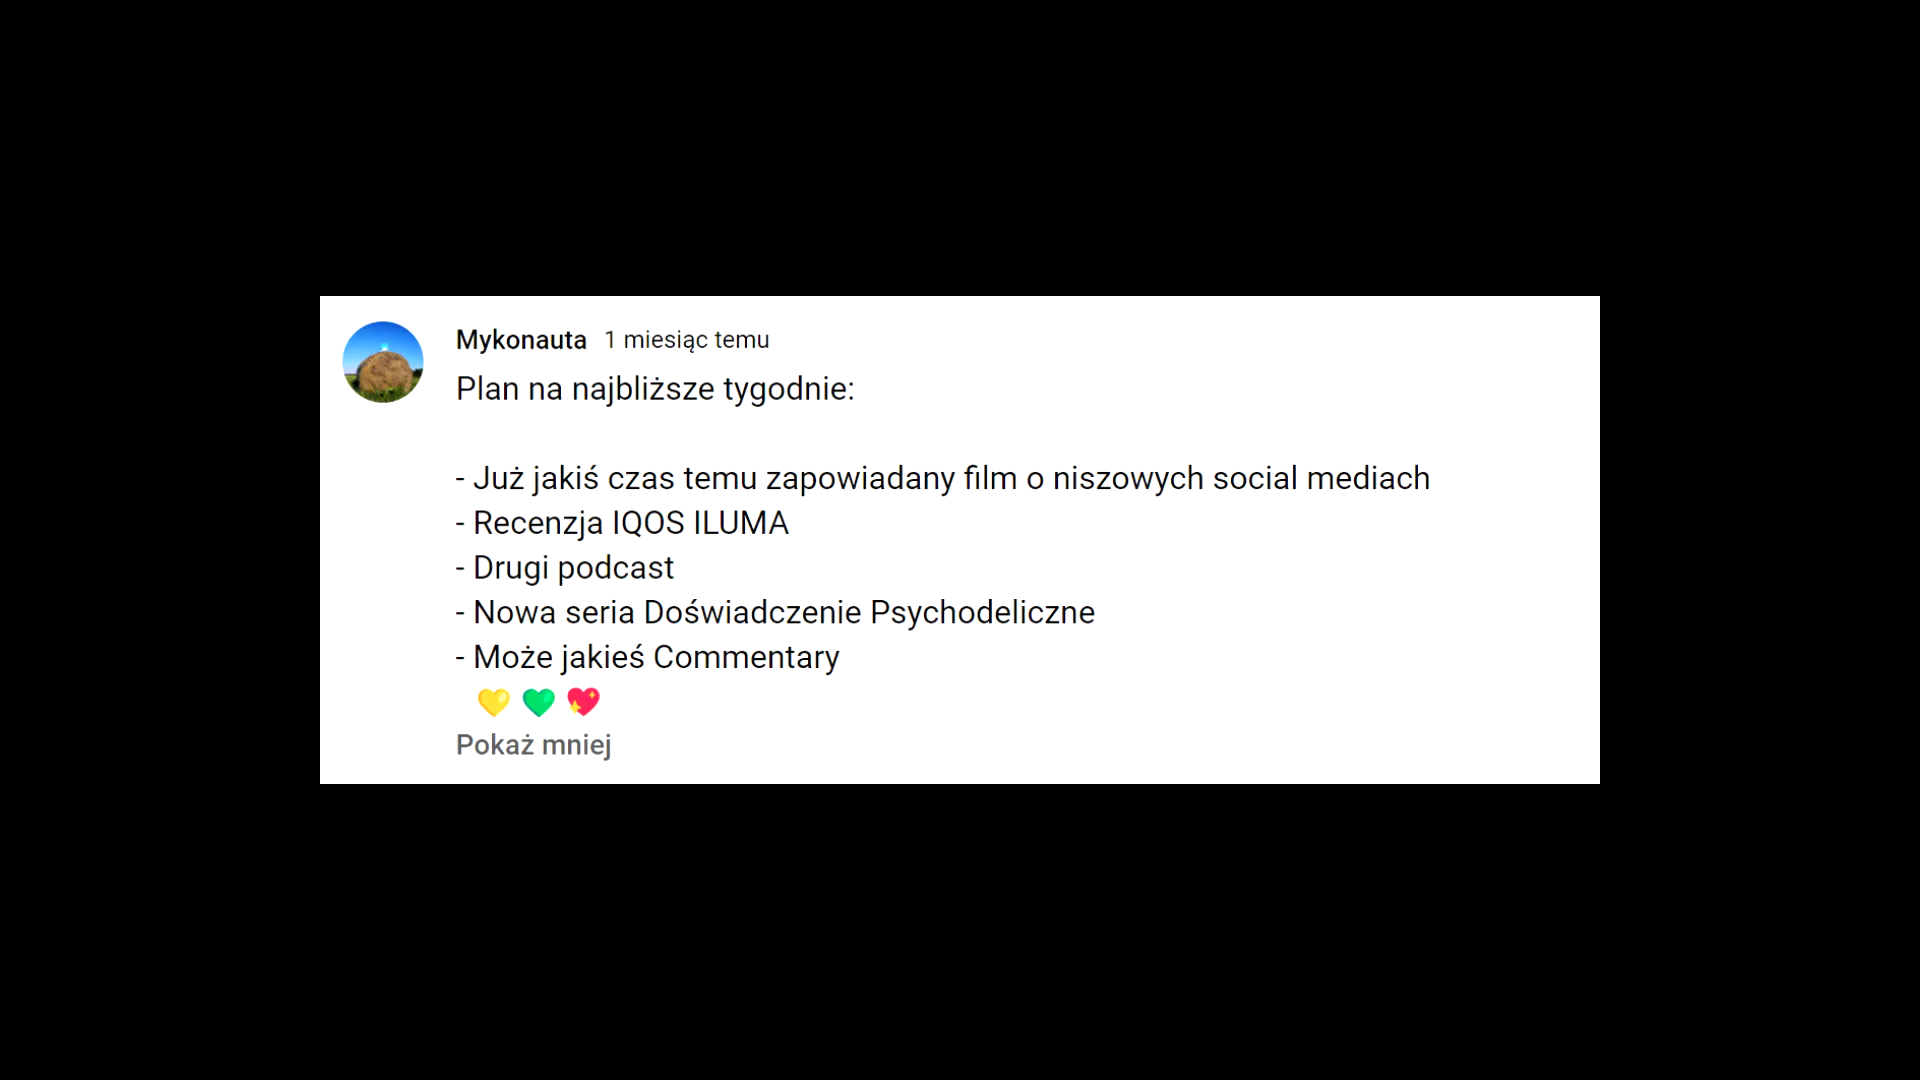 Mykonauta 1 miesiąc temu
Plan na najbliższe tygodnie:
- Już jakiś czas temu zapowiadany film o niszowych social mediach
- Recenzja IQOS ILUMA
- Drugi podcast
- Nowa seria Doświadczenie Psychodeliczne
- Może jakieś Commentary
💛 💚 💖
Pokaż mniej